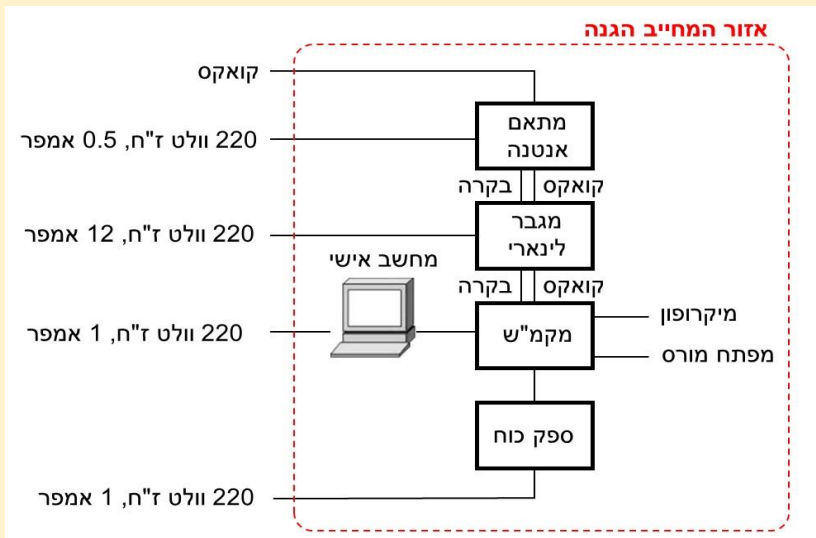 אזור המחייב הגנה
קואקס
מתאם
אנטנה
220 וולט ז"ח, 0.5 אמפר
בקרה
קואקס
מגבר
לינארי
220 וולט ז"ח, 12 אמפר
מחשב אישי
בקרה
קואקס
מיקרופון
מקמ"ש
220 וולט ז"ח, 1 אמפר
מפתח מורס
ספק כוח
220 וולט ז"ח, 1 אמפר